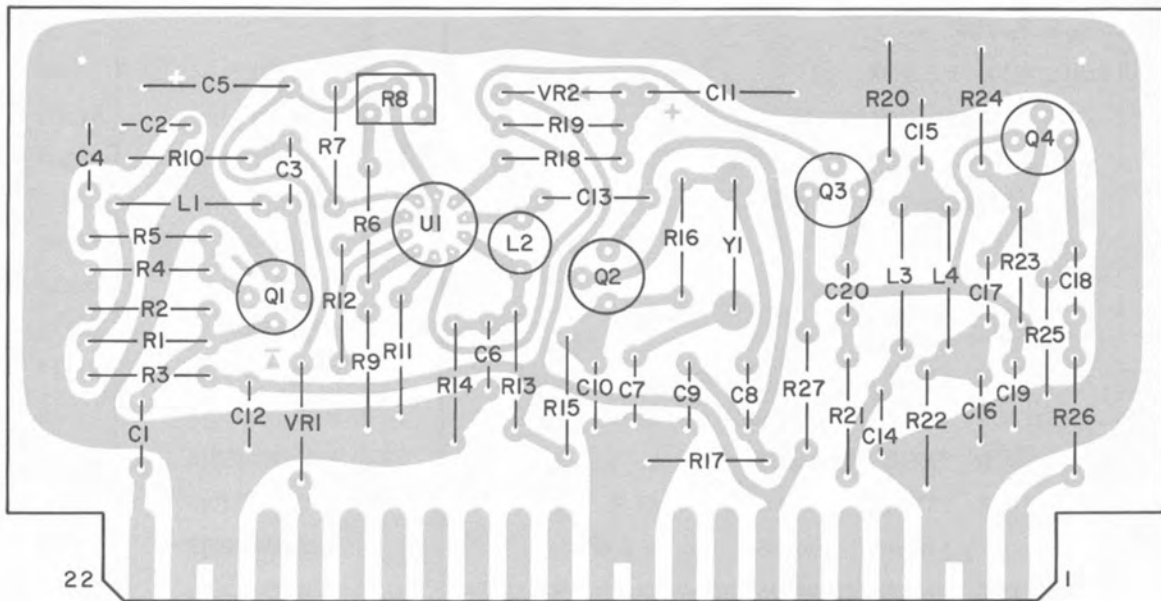 C5
R8
VR2
C11
R20
R24
C2
R7
R19
C15
C4
R10
C3
R18
Q4
L1
R6
U1
C13
Q3
R5
L2
R16
Y1
R4
Q1
Q2
R12
C20
L3
L4
C17
R23
C18
R2
R1
R11
C6
R25
R3
R9
R14
R13
C10
C7
C9
C8
R27
C19
C12
VR1
R15
R21
C14
R22
C16
R26
C1
R17
22
1